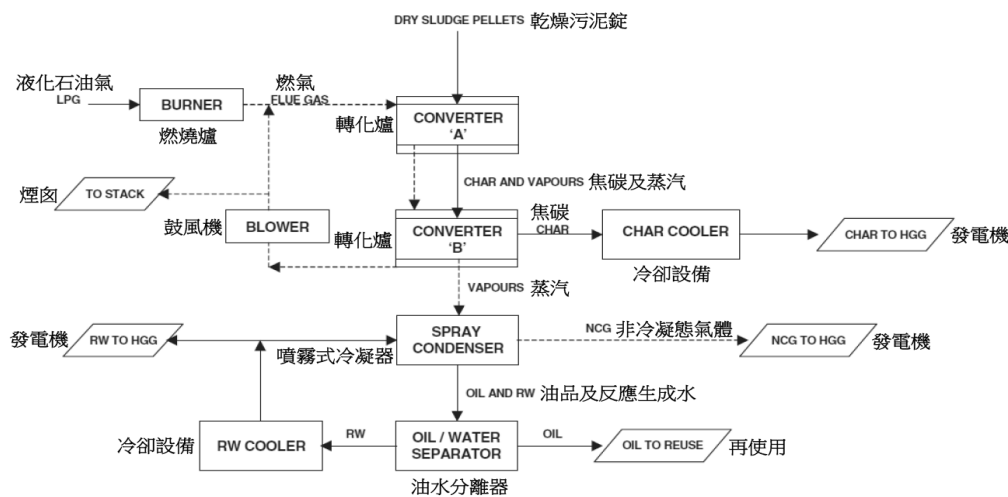 DRY SLUDGE PELLETS 乾燥污泥錠
液化石油氣
LPG
BURNER
燃燒爐
燃氣
FLUE GAS
轉化爐
CONVERTER
‘A’
煙囪
TO STACK
鼓風機
BLOWER
CHAR AND VAPOURS 焦碳及蒸汽
轉化爐
CONVERTER
‘B’
焦碳
CHAR
CHAR COOLER
冷卻設備
CHAR TO HGG
發電機
VAPOURS 蒸汽
發電機
RW TO HGG
噴霧式冷凝器
SPRAY
CONDENSER
NCG 非冷凝態氣體
NCG TO HGG
發電機
OIL AND RW 油品及反應生成水
冷卻設備
RW COOLER
RW
OIL / WATER
SEPARATOR
油水分離器
OIL
OIL TO REUSE
再使用